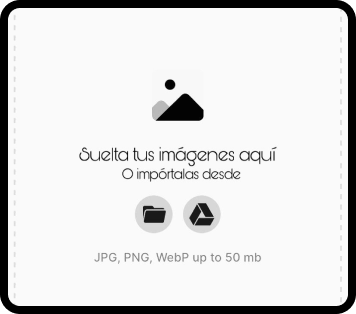 Suelta tus imágenes aquí
O impórtalas desde
JPG, PNG, WebP up to 50 mb